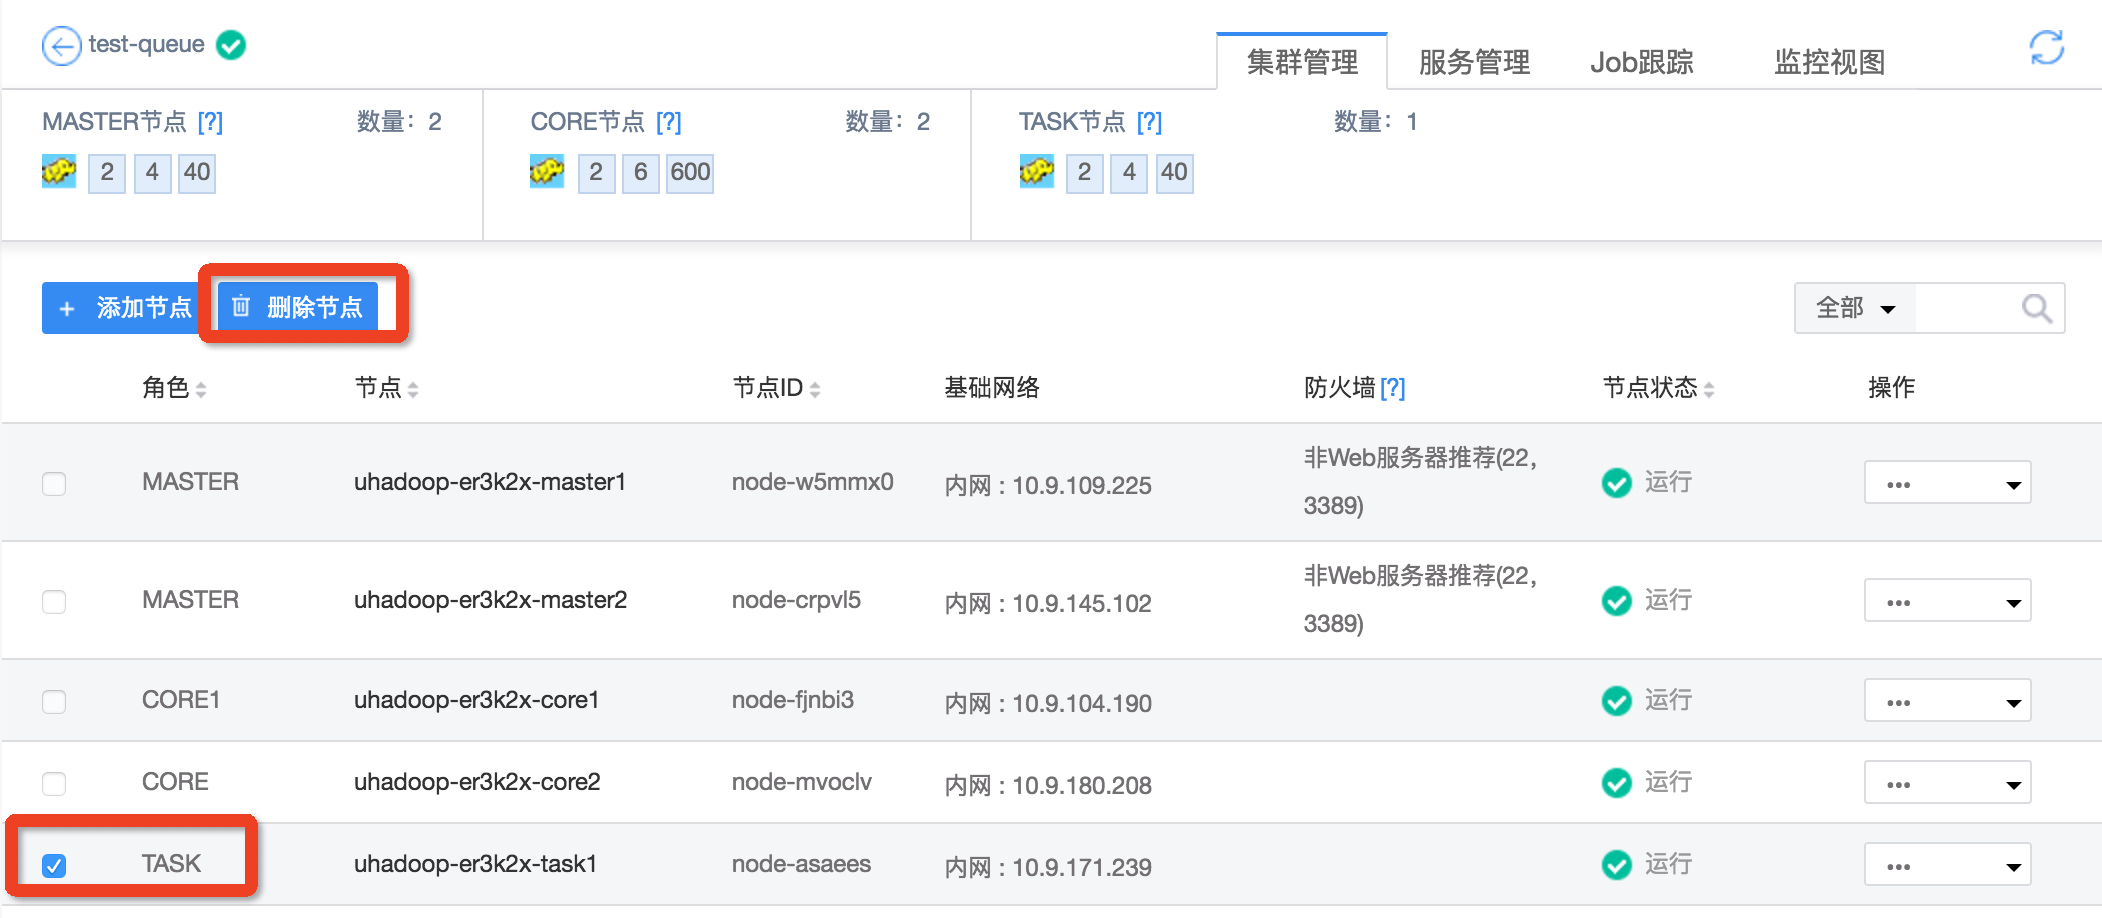 test-queue
集群管理 服务管理 Job跟踪 监控视图
MASTER节点 [?] 数量：2 CORE节点 [?] 数量：2 TASK节点 [?] 数量：1
2 4 40 2 6 600 2 4 40
+ 添加节点 删除节点 全部
角色 节点 节点ID 基础网络 防火墙[?] 节点状态 操作
MASTER uhadoop-er3k2x-master1 node-w5mmx0 内网：10.9.109.225 非Web服务器推荐(22，
3389) 运行 •••
MASTER uhadoop-er3k2x-master2 node-crpvl5 内网：10.9.145.102 非Web服务器推荐(22，
3389) 运行 •••
CORE1 uhadoop-er3k2x-core1 node-fjnbi3 内网：10.9.104.190 运行 •••
CORE uhadoop-er3k2x-core2 node-mvoclv 内网：10.9.180.208 运行 •••
TASK uhadoop-er3k2x-task1 node-asaees 内网：10.9.171.239 运行 •••